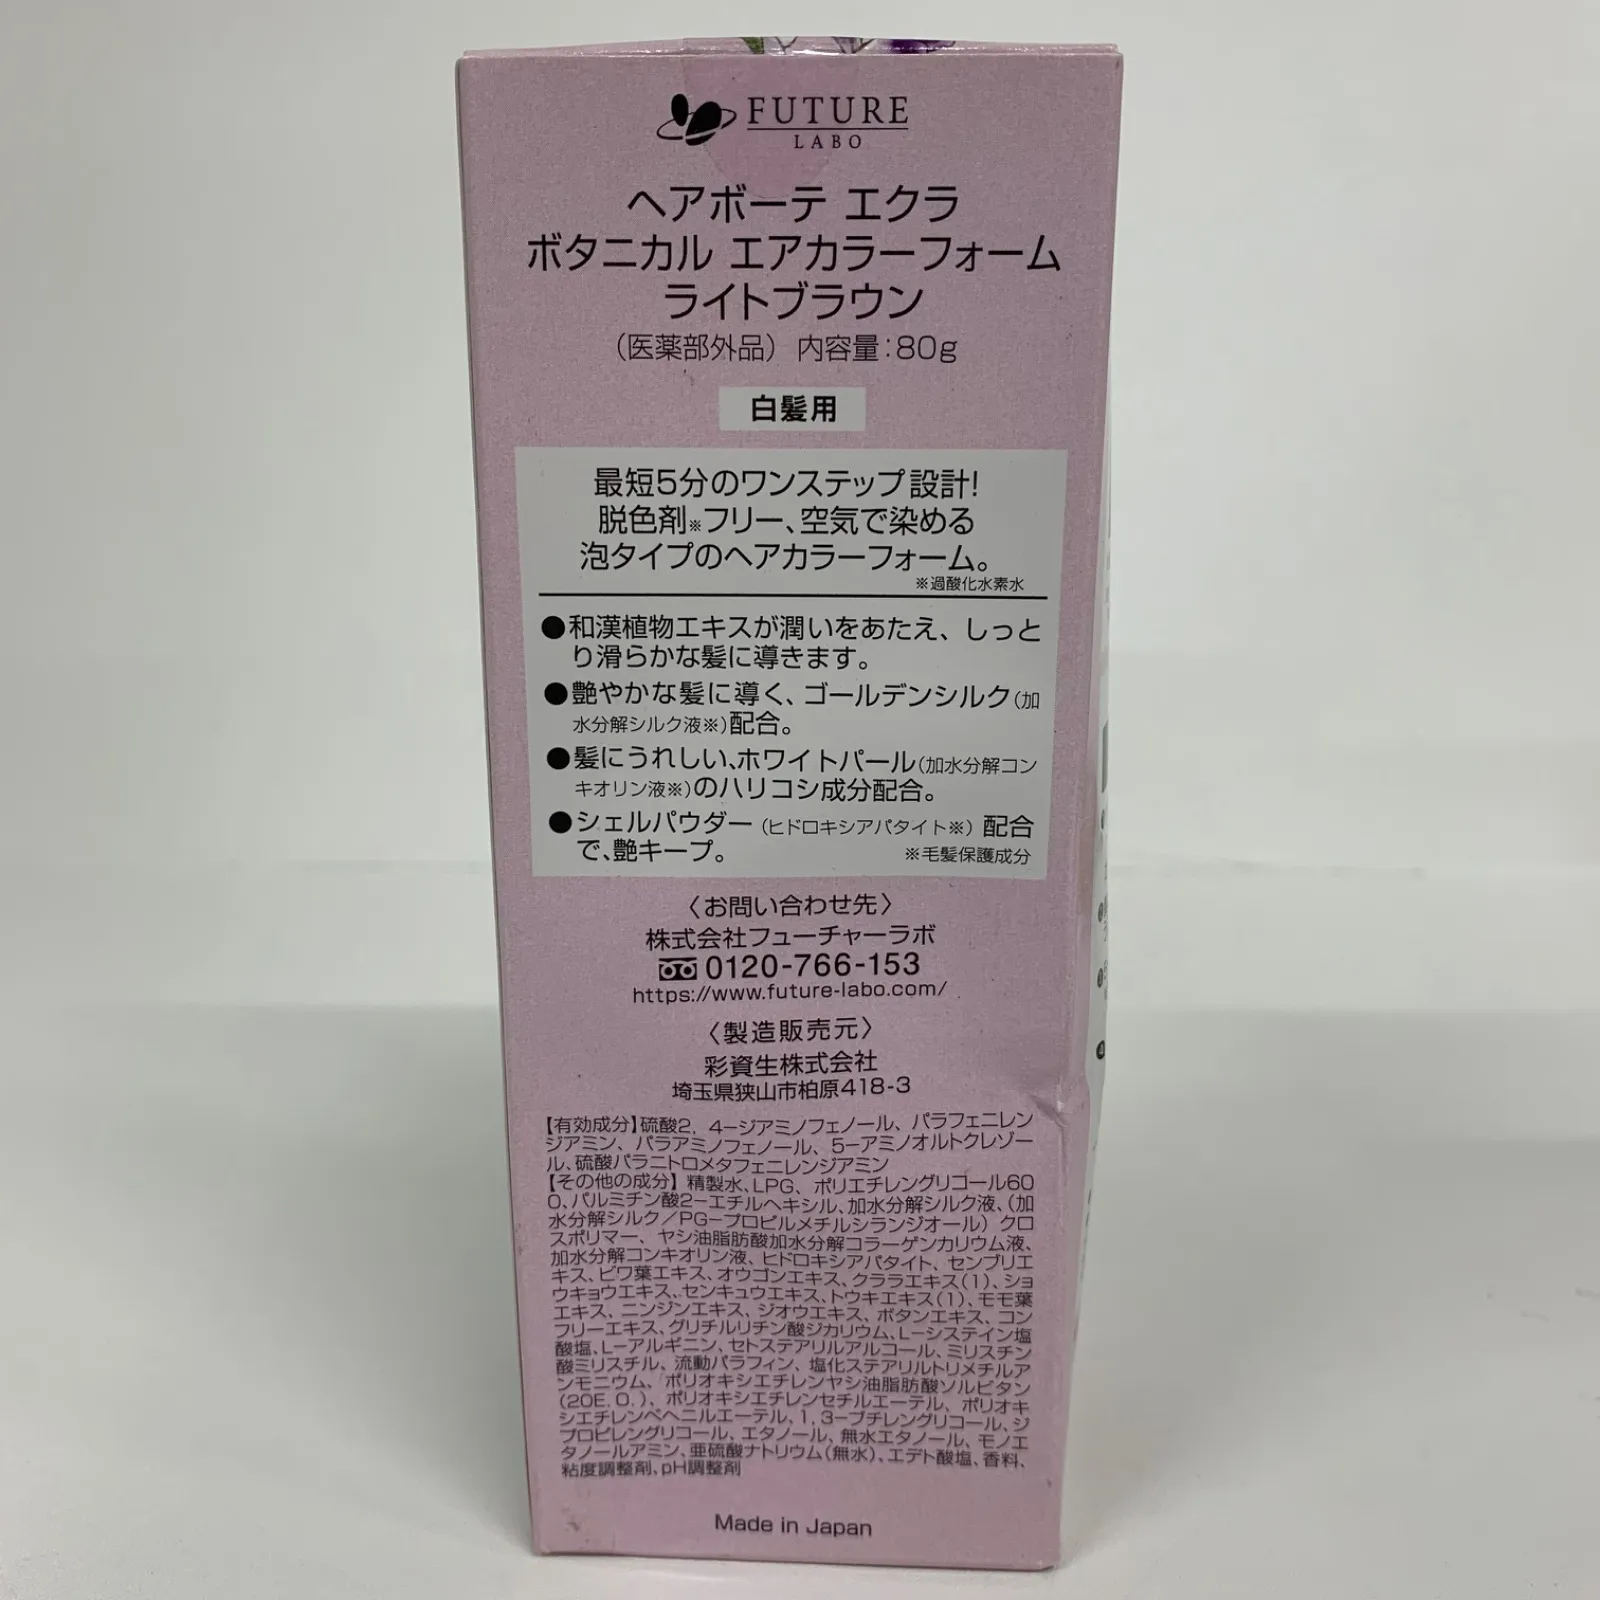 FUTURE
LABO
ヘアボーテ エクラ
ボタニカル エアカラーフォーム
ライトブラウン
(医薬部外品) 内容量:80g
白髪用
最短5分のワンステップ設計!
脱色剤※フリー、空気で染める
泡タイプのヘアカラーフォーム。
※過酸化水素水
●和漢植物エキスが潤いをあたえ、しっと
り滑らかな髪に導きます。
●艶やかな髪に導く、ゴールデンシルク(加
水分解シルク液※)配合。
●髪にうれしい、ホワイトパール(加水分解コン
キオリン液※)のハリコシ成分配合。
●シェルパウダー(ヒドロキシアパタイト※)配合
で、艶キープ。 ※毛髪保護成分
〈お問い合わせ先〉
株式会社フューチャーラボ
0120-766-153
https://www.future-labo.com/
〈製造販売元〉
彩資生株式会社
埼玉県狭山市柏原418-3
【有効成分】硫酸2, 4-ジアミノフェノール、パラフェニレン
ジアミン、パラアミノフェノール、5-アミノオルトクレゾー
ル、硫酸パラニトロメタフェニレンジアミン
【その他の成分】精製水、LPG、ポリエチレングリコール60
0、パルミチン酸2-エチルヘキシル、加水分解シルク液、(加
水分解シルク/PG-プロピルメチルシランジオール)クロ
スポリマー、ヤシ油脂肪酸加水分解コラーゲンカリウム液、
加水分解コンキオリン液、ヒドロキシアパタイト、センブリエ
キス、ビワ葉エキス、オウゴンエキス、クララエキス(1)、ショ
ウキョウエキス、センキュウエキス、トウキエキス(1)、モモ葉
エキス、ニンジンエキス、ジオウエキス、ボタンエキス、コン
フリーエキス、グリチルリチン酸ジカリウム、L-システイン塩
酸塩、L-アルギニン、セトステアリルアルコール、ミリスチン
酸ミリスチル、流動パラフィン、塩化ステアリルトリメチルア
ンモニウム、ポリオキシエチレンヤシ油脂肪酸ソルビタン
(20E.O.)、ポリオキシエチレンセチルエーテル、ポリオキ
シエチレンベヘニルエーテル、1,3-ブチレングリコール、ジ
プロピレングリコール、エタノール、無水エタノール、モノエ
タノールアミン、亜硫酸ナトリウム(無水)、エデト酸塩、香料、
粘度調整剤、pH調整剤
Made in Japan